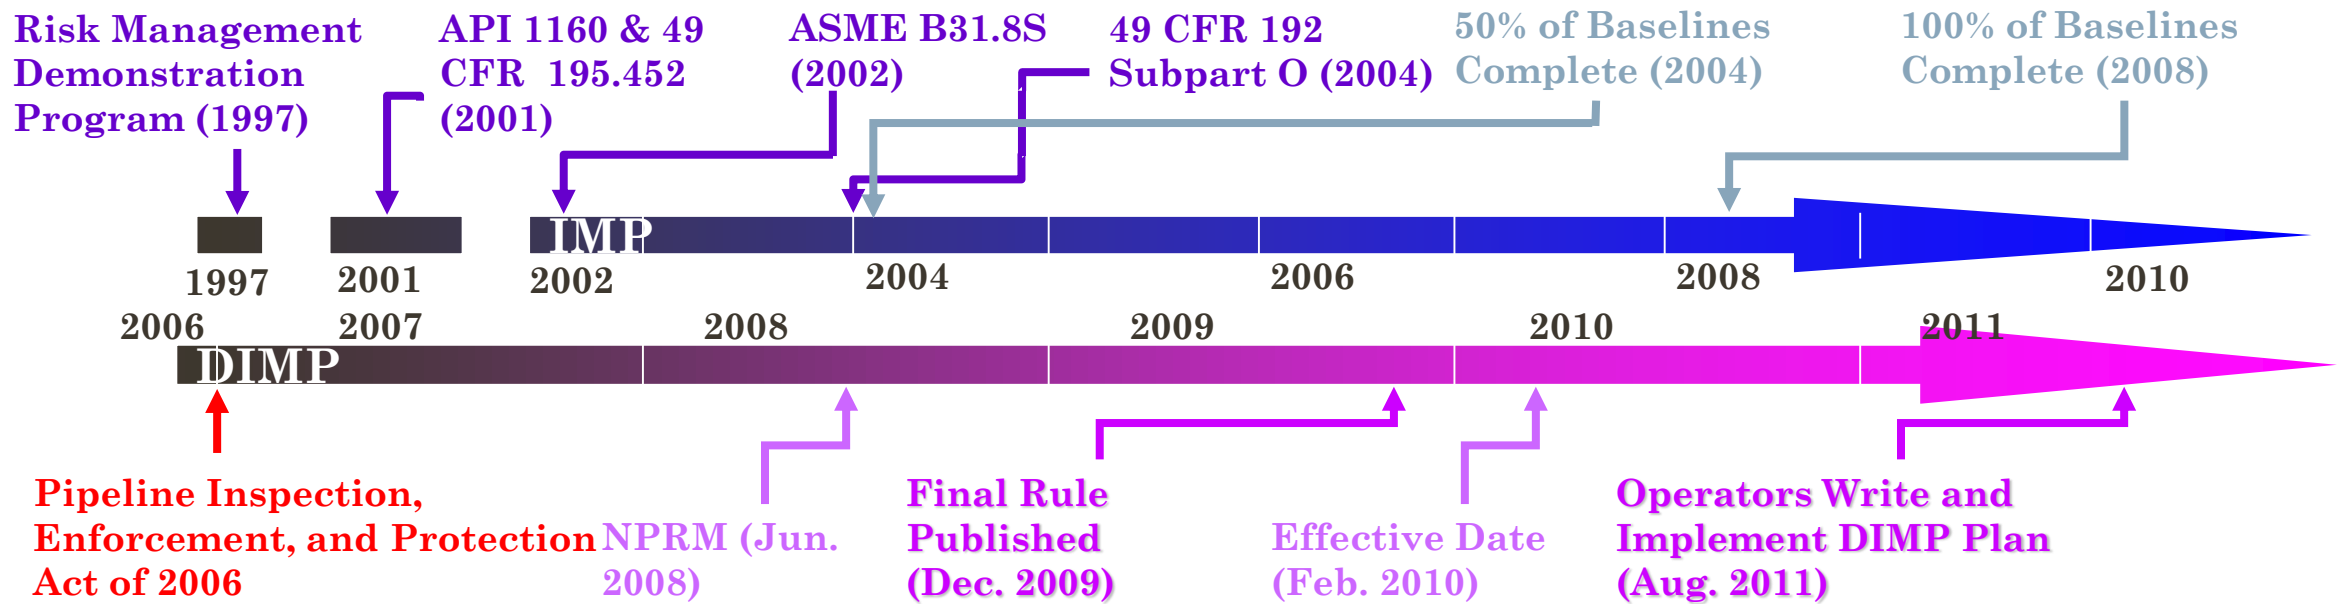 Risk Management
Demonstration
Program (1997)
API 1160 & 49
CFR 195.452
(2001)
ASME B31.8S
(2002)
49 CFR 192
Subpart O (2004)
50% of Baselines
Complete (2004)
100% of Baselines
Complete (2008)
IMP
1997
2001
2002
2004
2006
2008
2010
2006
2007
2008
2009
2010
2011
DIMP
Pipeline Inspection,
Enforcement, and Protection
Act of 2006
NPRM (Jun.
2008)
Final Rule
Published
(Dec. 2009)
Effective Date
(Feb. 2010)
Operators Write and
Implement DIMP Plan
(Aug. 2011)